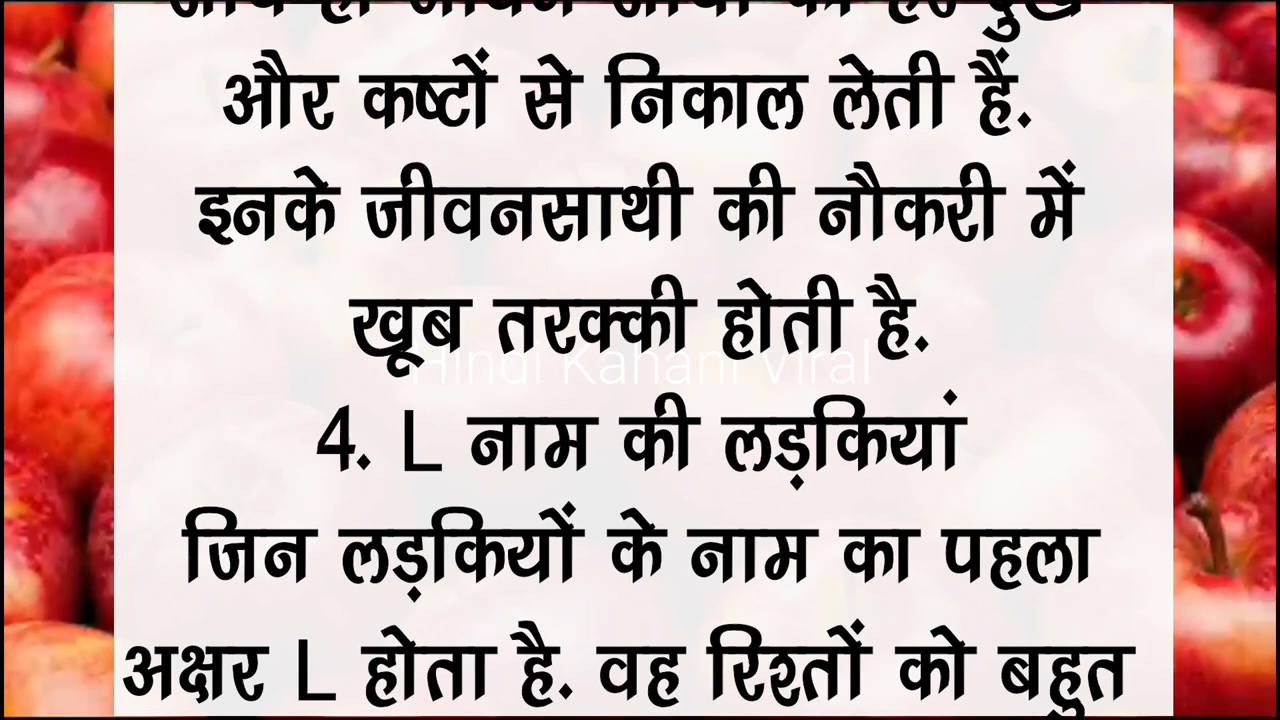 और कष्टों से निकाल लेती हैं.
इनके जीवनसाथी की नौकरी में
खूब तरक्की होती है.
Hindi Kahani Viral
4. L नाम की लड़कियां
जिन लड़कियों के नाम का पहला
अक्षर L होता है. वह रिश्तों को बहुत